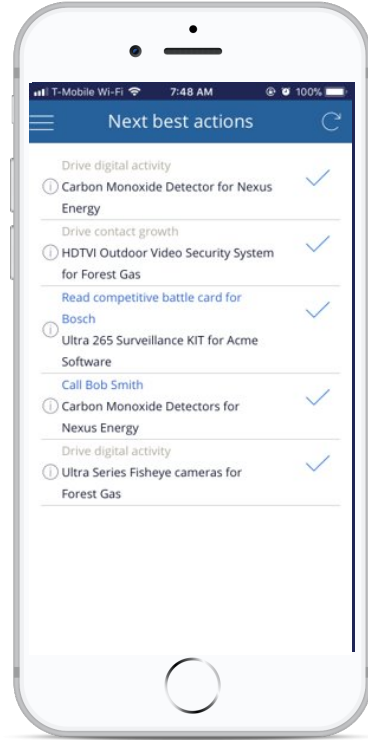 T-Mobile Wi-Fi 7:48 AM 100%
Next best actions
Drive digital activity
Carbon Monoxide Detector for Nexus
Energy
Drive contact growth
HDTVI Outdoor Video Security System
for Forest Gas
Read competitive battle card for
Bosch
Ultra 265 Surveillance KIT for Acme
Software
Call Bob Smith
Carbon Monoxide Detectors for
Nexus Energy
Drive digital activity
Ultra Series Fisheye cameras for
Forest Gas